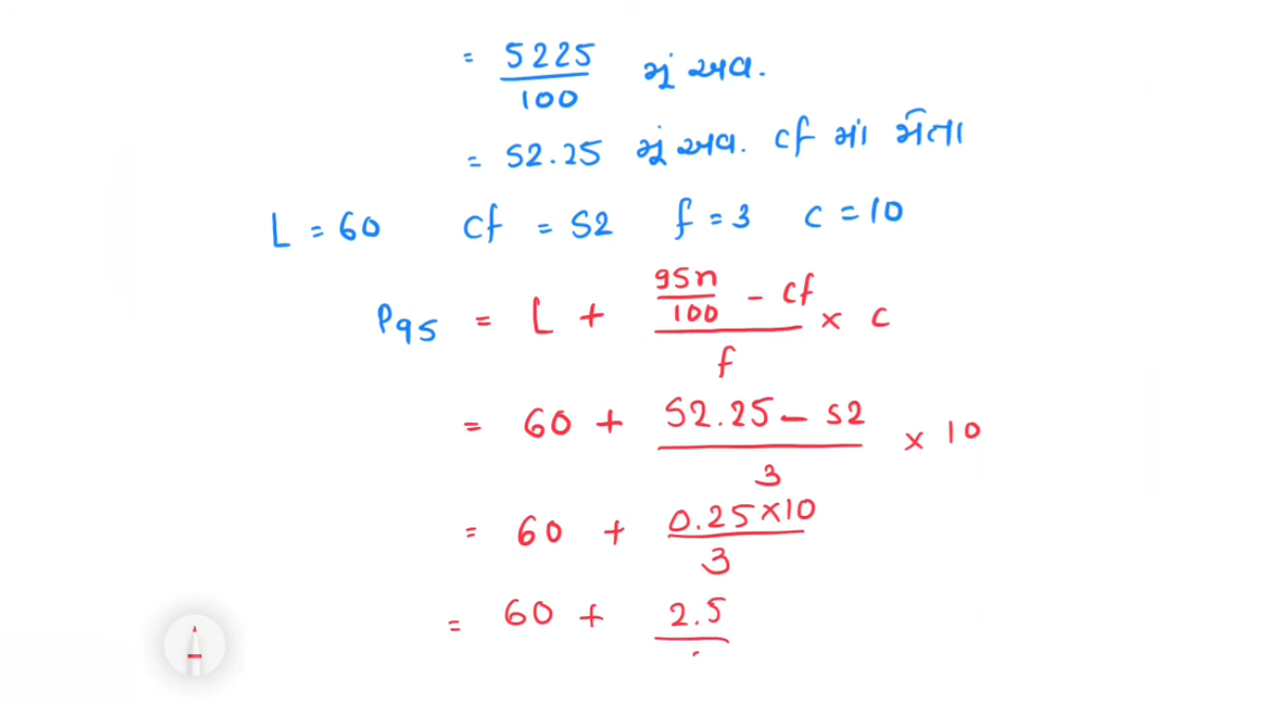 = 5225/100 મું અવ.
= 52.25 મું અવ. cf માં જોતા
L = 60 cf = 52 f = 3 c = 10
P95 = L + (95n/100 - cf)/f × c
= 60 + (52.25 - 52)/3 × 10
= 60 + (0.25×10)/3
= 60 + 2.5/